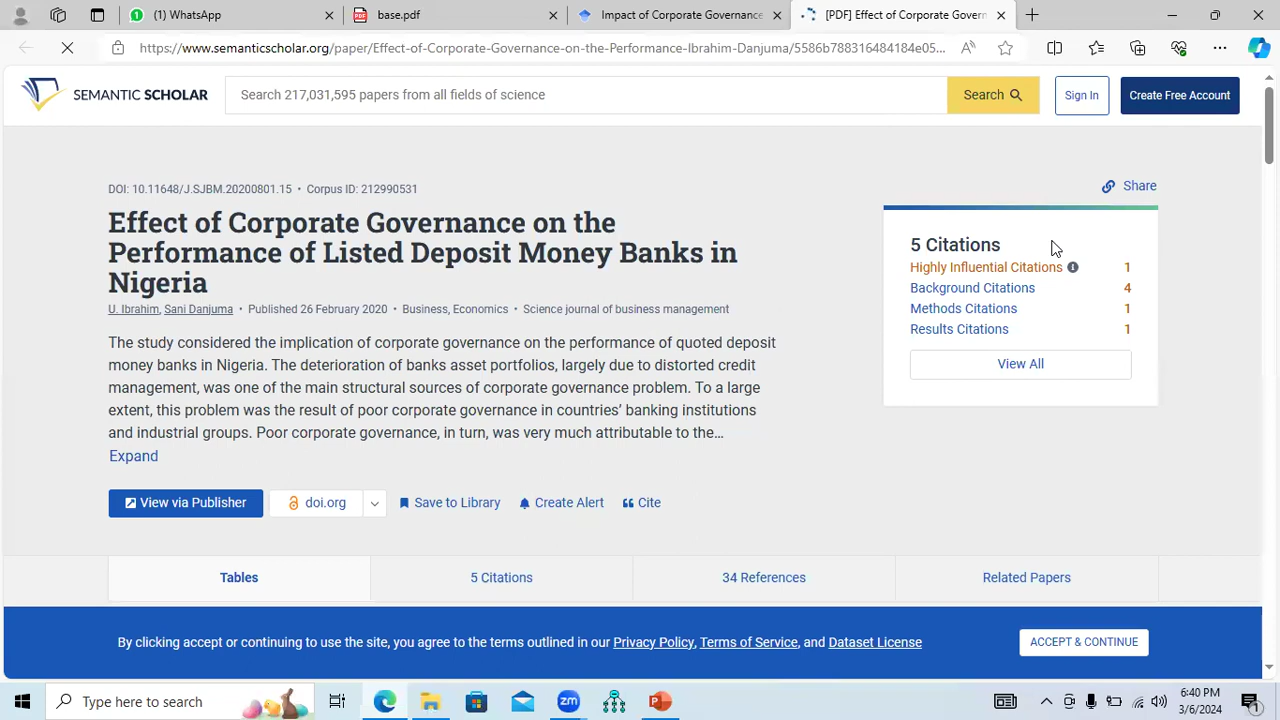 (1) WhatsApp
base.pdf
Impact of Corporate Governance
[PDF] Effect of Corporate Govern
https://www.semanticscholar.org/paper/Effect-of-Corporate-Governance-on-the-Performance-Ibrahim-Danjuma/558b788316484184e05...
SEMANTIC SCHOLAR
Search 217,031,595 papers from all fields of science
Search
Sign In
Create Free Account
DOI: 10.11648/J.SJBM.20200801.15 • Corpus ID: 212990531
Share
Effect of Corporate Governance on the
Performance of Listed Deposit Money Banks in
Nigeria
U. Ibrahim, Sani Danjuma • Published 26 February 2020 • Business, Economics • Science journal of business management
The study considered the implication of corporate governance on the performance of quoted deposit
money banks in Nigeria. The deterioration of banks asset portfolios, largely due to distorted credit
management, was one of the main structural sources of corporate governance problem. To a large
extent, this problem was the result of poor corporate governance in countries’ banking institutions
and industrial groups. Poor corporate governance, in turn, was very much attributable to the…
Expand
5 Citations
Highly Influential Citations 1
Background Citations 4
Methods Citations 1
Results Citations 1
View All
View via Publisher
doi.org
Save to Library
Create Alert
Cite
Tables
5 Citations
34 References
Related Papers
By clicking accept or continuing to use the site, you agree to the terms outlined in our Privacy Policy, Terms of Service, and Dataset License
ACCEPT & CONTINUE
Type here to search
6:40 PM
3/6/2024